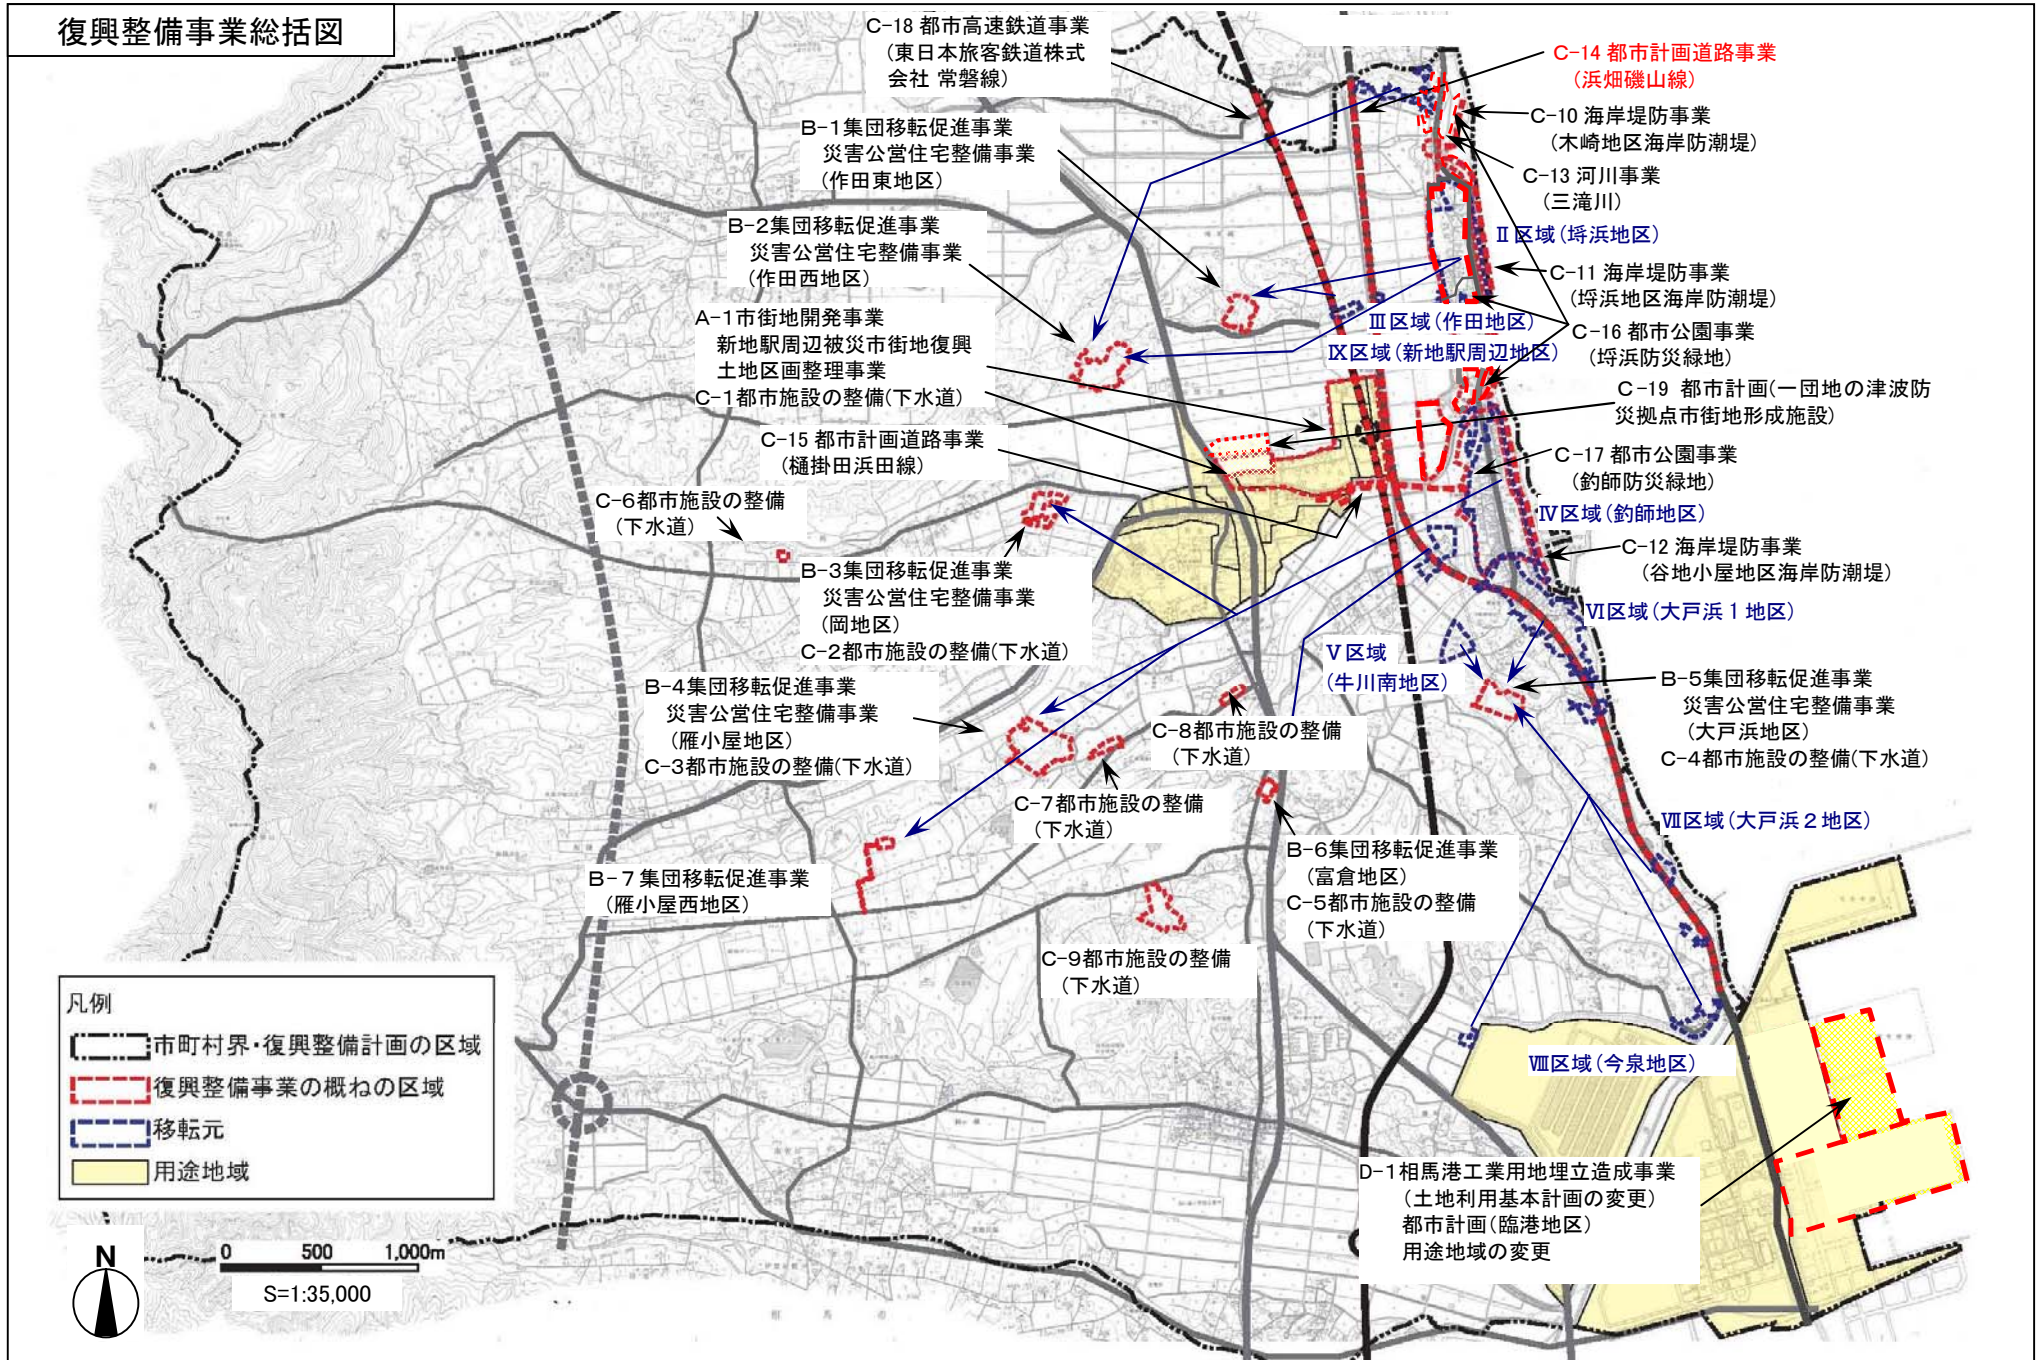 復興整備事業総括図
C-18 都市高速鉄道事業
(東日本旅客鉄道株式
会社 常磐線)
C-14 都市計画道路事業
(浜畑磯山線)
C-10 海岸堤防事業
(木崎地区海岸防潮堤)
B-1集団移転促進事業
災害公営住宅整備事業
(作田東地区)
C-13 河川事業
(三滝川)
B-2集団移転促進事業
災害公営住宅整備事業
(作田西地区)
Ⅱ区域(埓浜地区)
C-11 海岸堤防事業
(埓浜地区海岸防潮堤)
A-1市街地開発事業
新地駅周辺被災市街地復興
土地区画整理事業
C-1都市施設の整備(下水道)
Ⅲ区域(作田地区)
Ⅸ区域(新地駅周辺地区)
C-16 都市公園事業
(埓浜防災緑地)
C-19 都市計画(一団地の津波防
災拠点市街地形成施設)
C-15 都市計画道路事業
(樋掛田浜田線)
C-17 都市公園事業
(釣師防災緑地)
C-6都市施設の整備
(下水道)
Ⅳ区域(釣師地区)
C-12 海岸堤防事業
(谷地小屋地区海岸防潮堤)
B-3集団移転促進事業
災害公営住宅整備事業
(岡地区)
C-2都市施設の整備(下水道)
Ⅵ区域(大戸浜1地区)
Ⅴ区域
(牛川南地区)
B-4集団移転促進事業
災害公営住宅整備事業
(雁小屋地区)
C-3都市施設の整備(下水道)
B-5集団移転促進事業
災害公営住宅整備事業
(大戸浜地区)
C-4都市施設の整備(下水道)
C-8都市施設の整備
(下水道)
C-7都市施設の整備
(下水道)
Ⅶ区域(大戸浜2地区)
B-6集団移転促進事業
(富倉地区)
C-5都市施設の整備
(下水道)
B-7集団移転促進事業
(雁小屋西地区)
C-9都市施設の整備
(下水道)
Ⅷ区域(今泉地区)
D-1相馬港工業用地埋立造成事業
(土地利用基本計画の変更)
都市計画(臨港地区)
用途地域の変更
凡例
市町村界・復興整備計画の区域
復興整備事業の概ねの区域
移転元
用途地域
N
0 500 1,000m
S=1:35,000